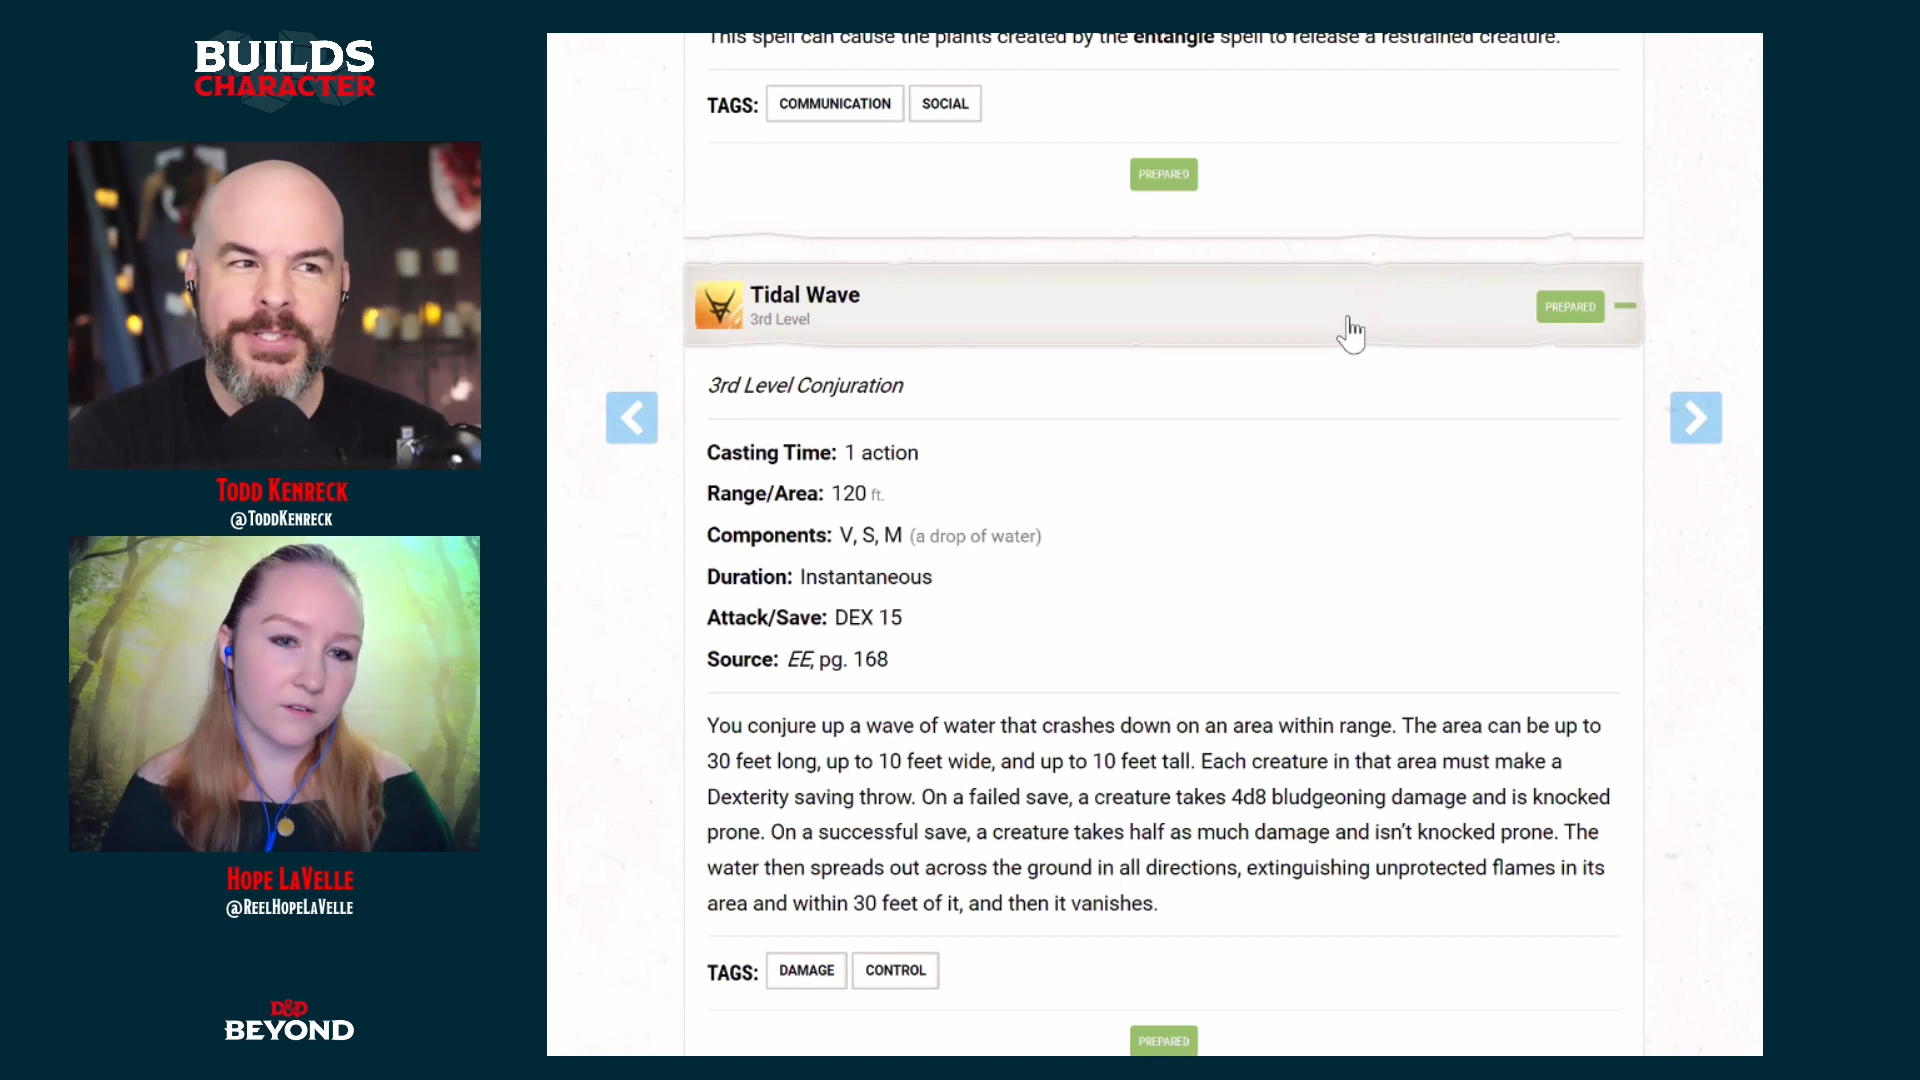 BUILDS
CHARACTER
TODD KENRECK
@TODDKENRECK
HOPE LAVELLE
@REELHOPELAVELLE
D&D
BEYOND
This spell can cause the plants created by the entangle spell to release a restrained creature.
TAGS: COMMUNICATION SOCIAL
PREPARED
Tidal Wave
3rd Level
PREPARED
3rd Level Conjuration
Casting Time: 1 action
Range/Area: 120 ft.
Components: V, S, M (a drop of water)
Duration: Instantaneous
Attack/Save: DEX 15
Source: EE, pg. 168
You conjure up a wave of water that crashes down on an area within range. The area can be up to
30 feet long, up to 10 feet wide, and up to 10 feet tall. Each creature in that area must make a
Dexterity saving throw. On a failed save, a creature takes 4d8 bludgeoning damage and is knocked
prone. On a successful save, a creature takes half as much damage and isn't knocked prone. The
water then spreads out across the ground in all directions, extinguishing unprotected flames in its
area and within 30 feet of it, and then it vanishes.
TAGS: DAMAGE CONTROL
PREPARED